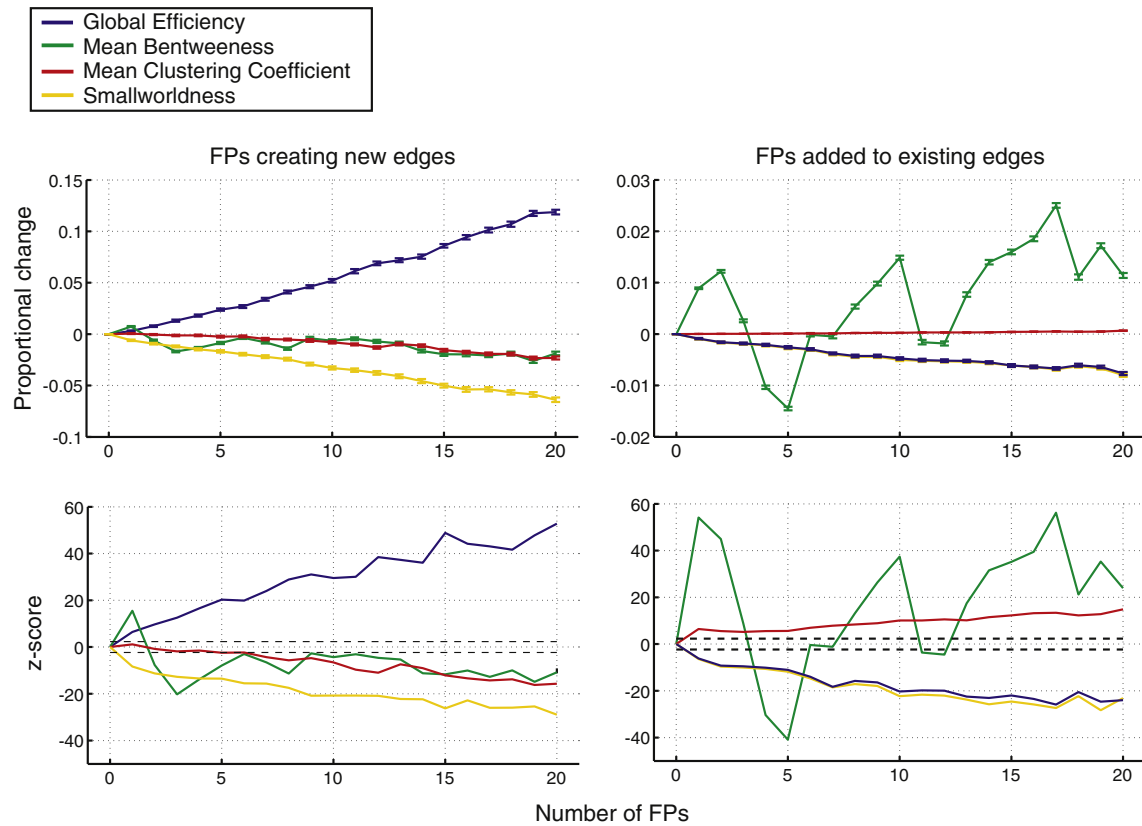 Global Efficiency
Mean Bentweeness
Mean Clustering Coefficient
Smallworldness
FPs creating new edges
FPs added to existing edges
Proportional change
0.15
0.1
0.05
0
-0.05
-0.1
0 5 10 15 20
0.03
0.02
0.01
0
-0.01
-0.02
0 5 10 15 20
z-score
60
40
20
0
-20
-40
0 5 10 15 20
60
40
20
0
-20
-40
0 5 10 15 20
Number of FPs